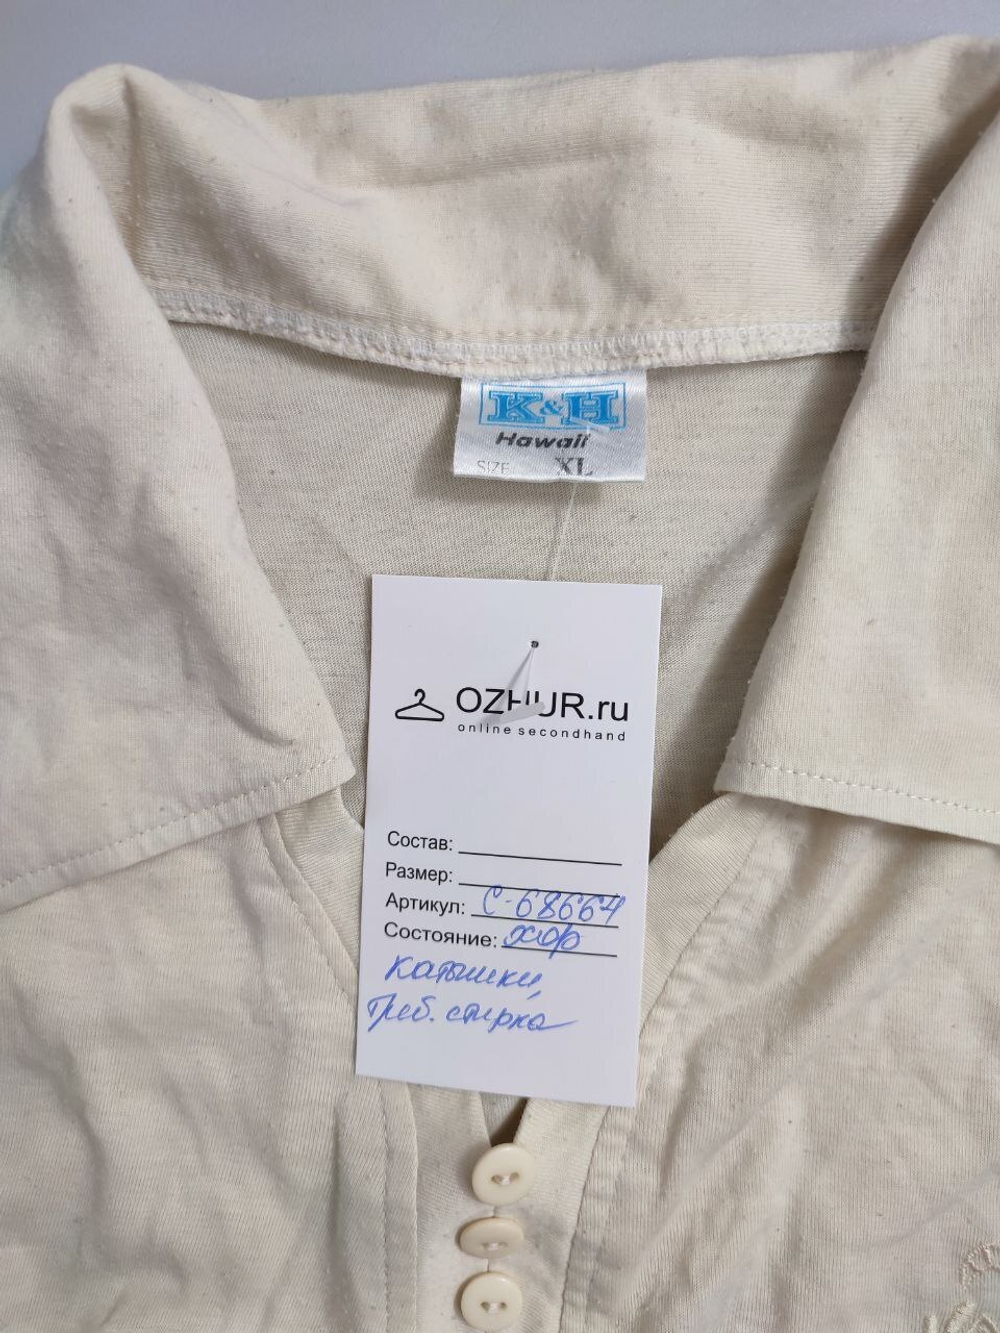 K&H
Hawaii
SIZE XL
OZHUR.ru
online secondhand
Состав:
Размер:
Артикул: С-68664
Состояние: хор
катышки,
Треб. стирка